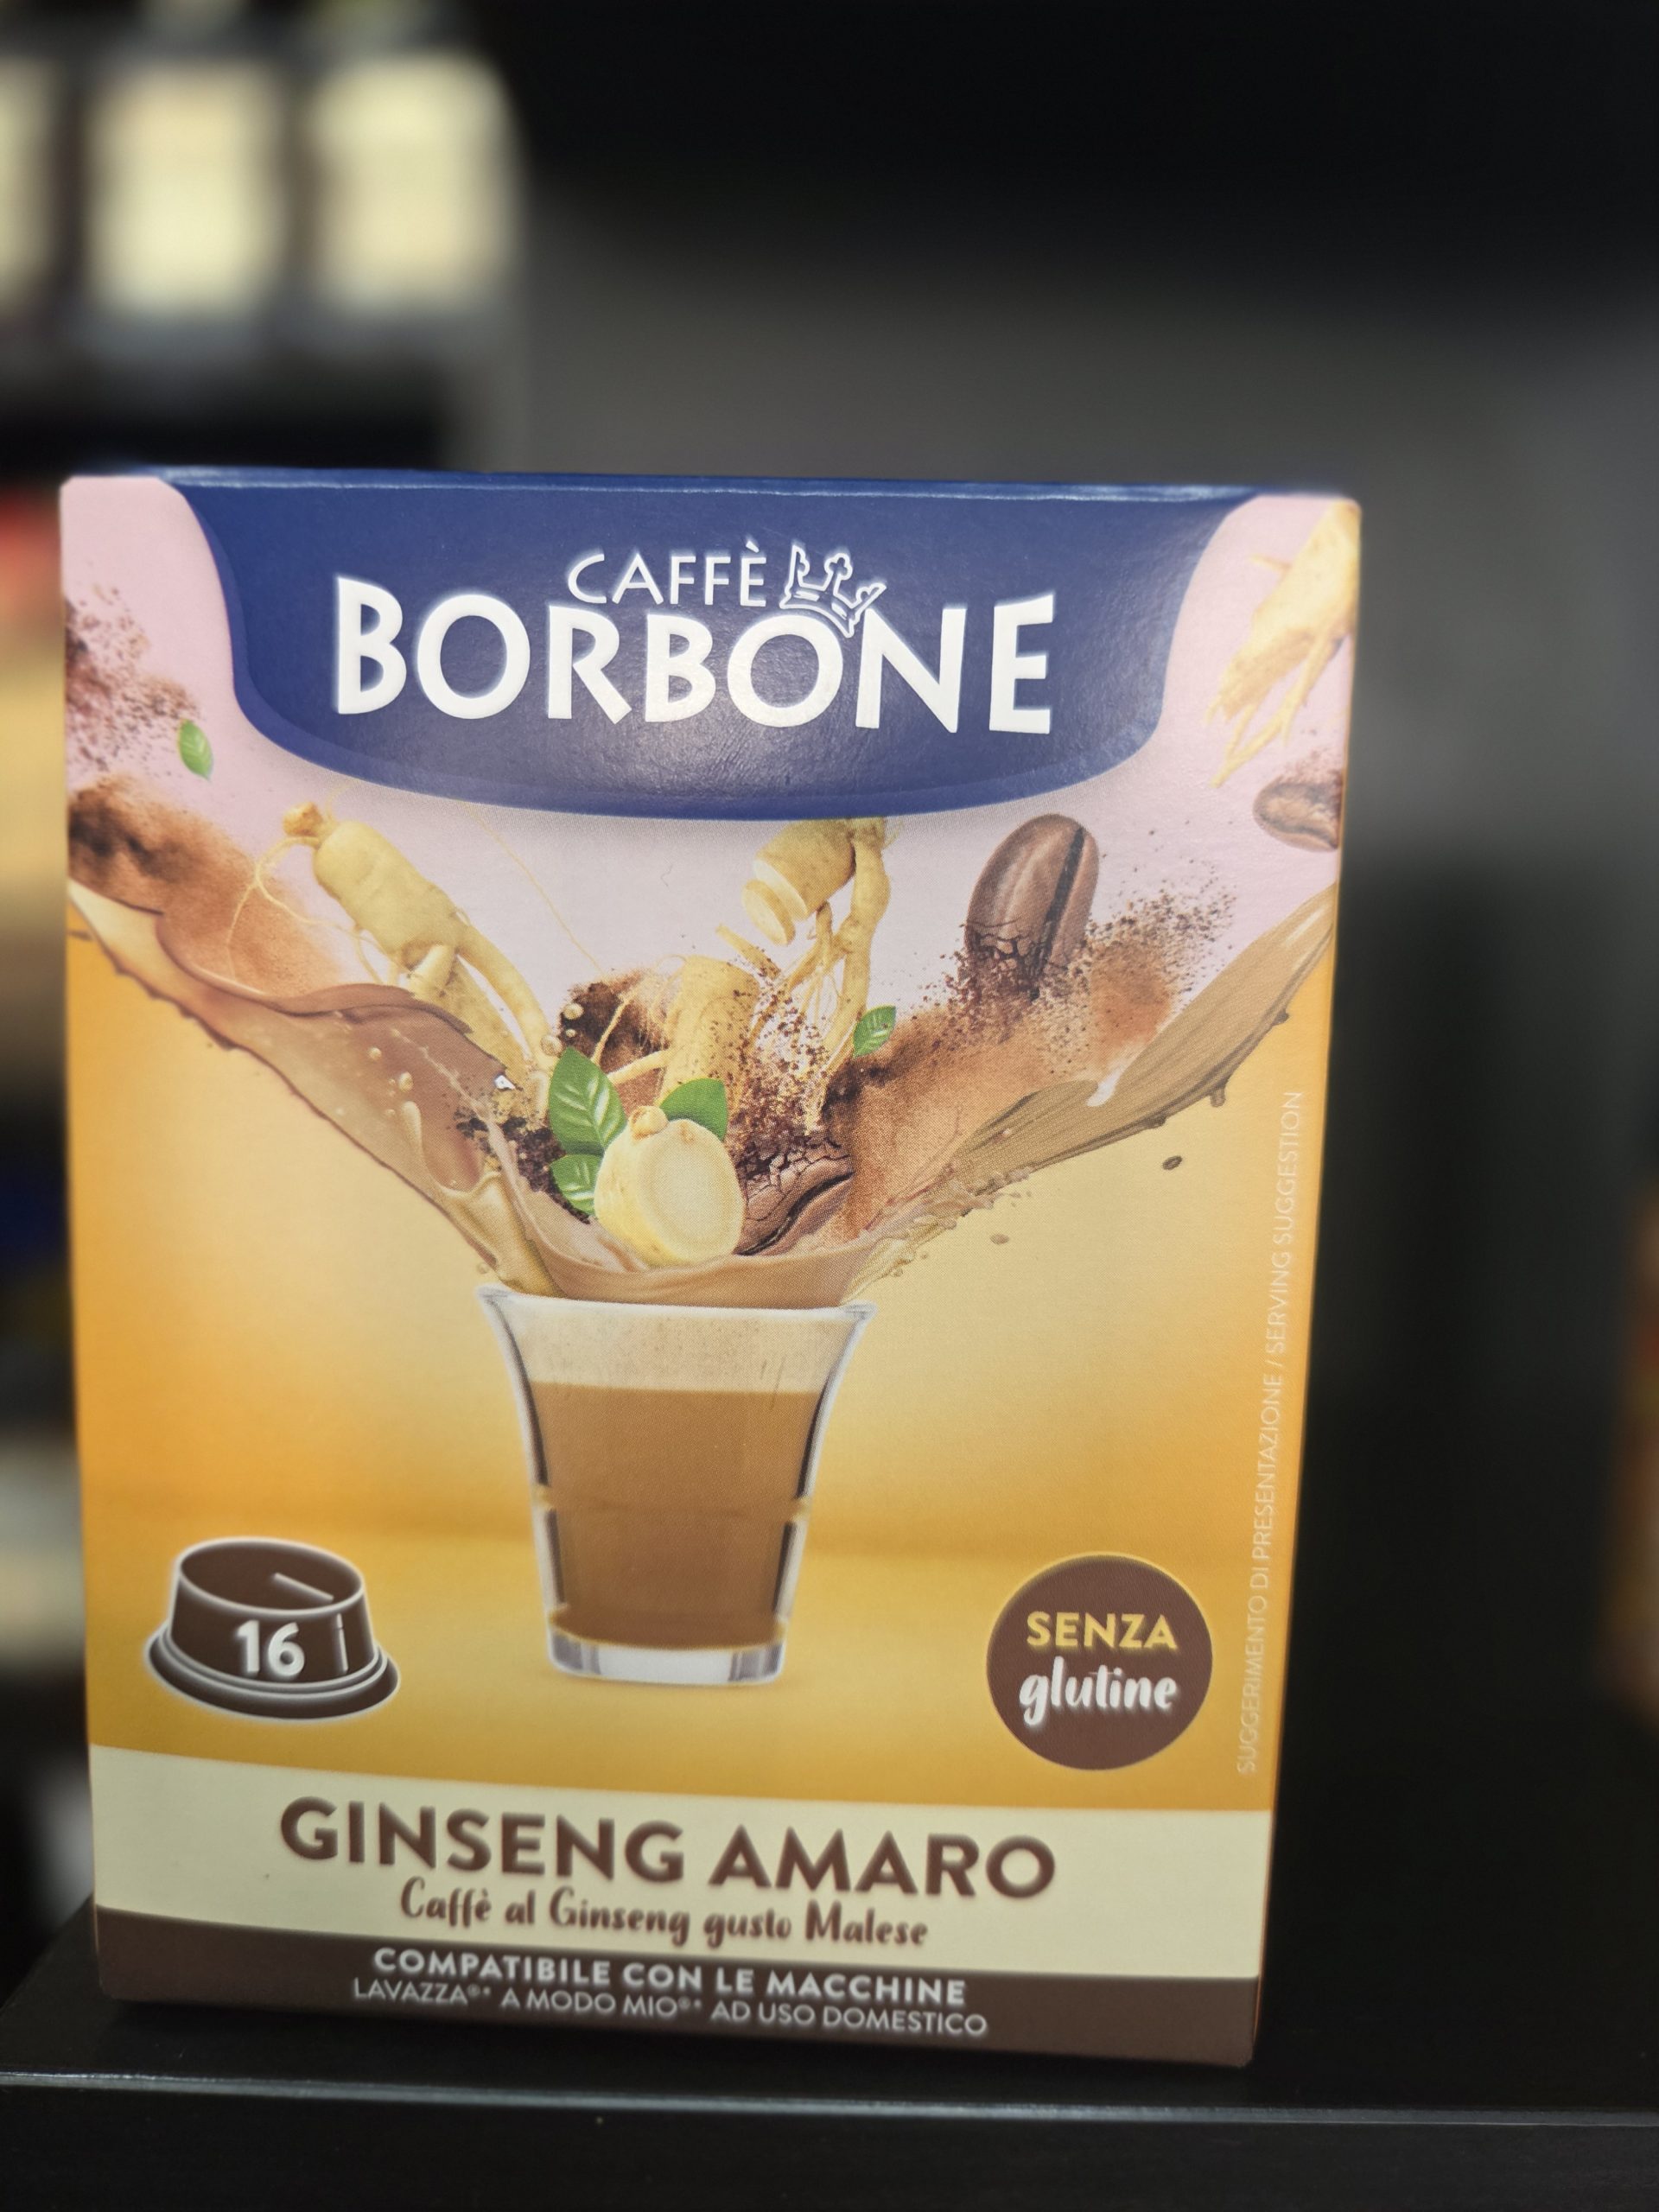 CAFFÈ
BORBONE
SUGGERIMENTO DI PRESENTAZIONE / SERVING SUGGESTION
16
SENZA
glutine
GINSENG AMARO
Caffè al Ginseng gusto Malese
COMPATIBILE CON LE MACCHINE
LAVAZZA®* A MODO MIO®* AD USO DOMESTICO